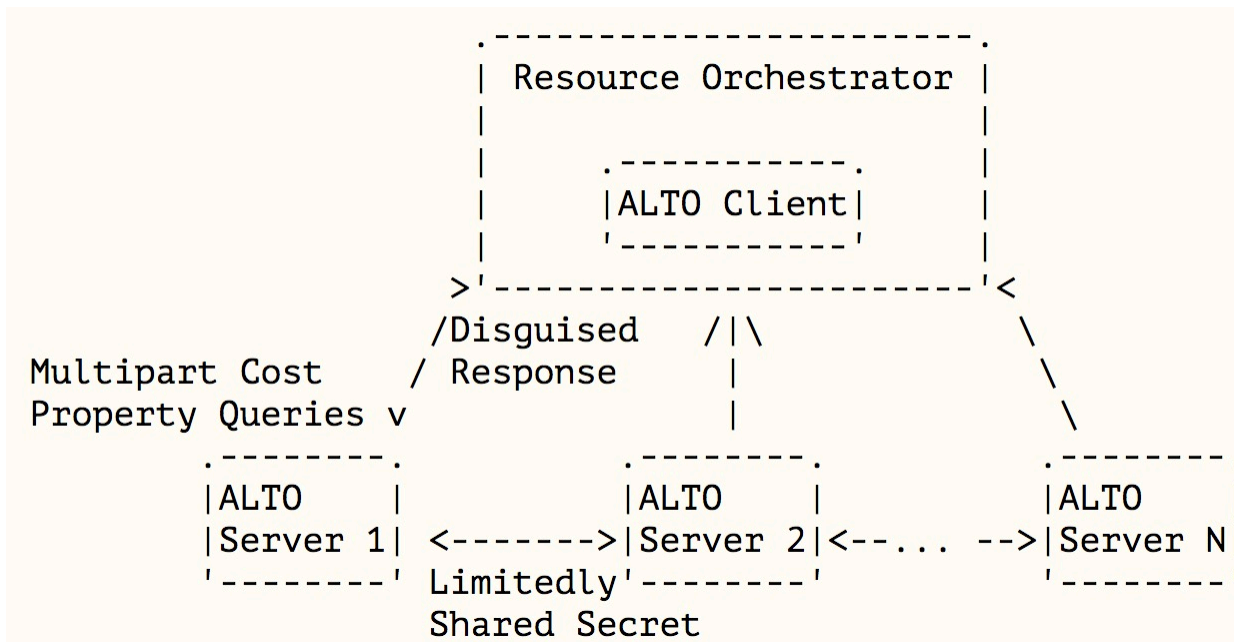 Resource Orchestrator
ALTO Client
Disguised
Multipart Cost Response
Property Queries
ALTO ALTO ALTO
Server 1 Server 2 ... Server N
Limitedly
Shared Secret